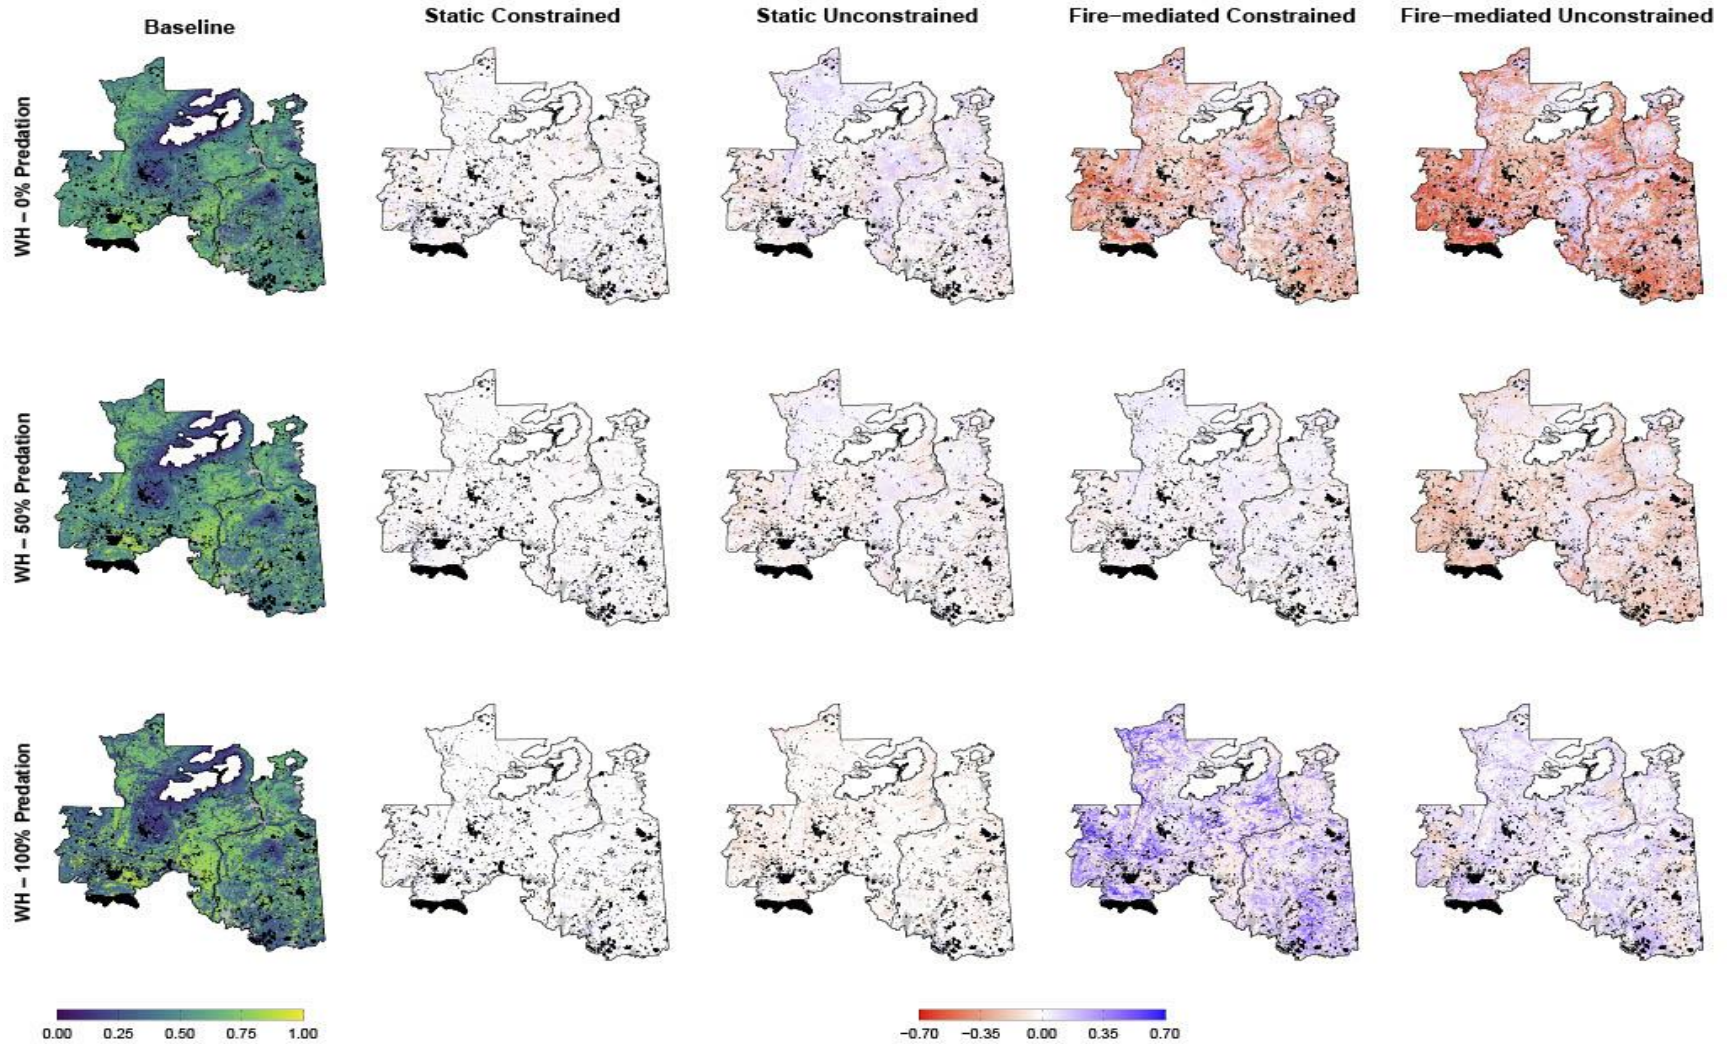 Baseline
Static Constrained
Static Unconstrained
Fire−mediated Constrained
Fire−mediated Unconstrained
WH − 0% Predation
WH − 50% Predation
WH − 100% Predation
0.00 0.25 0.50 0.75 1.00
−0.70 −0.35 0.00 0.35 0.70